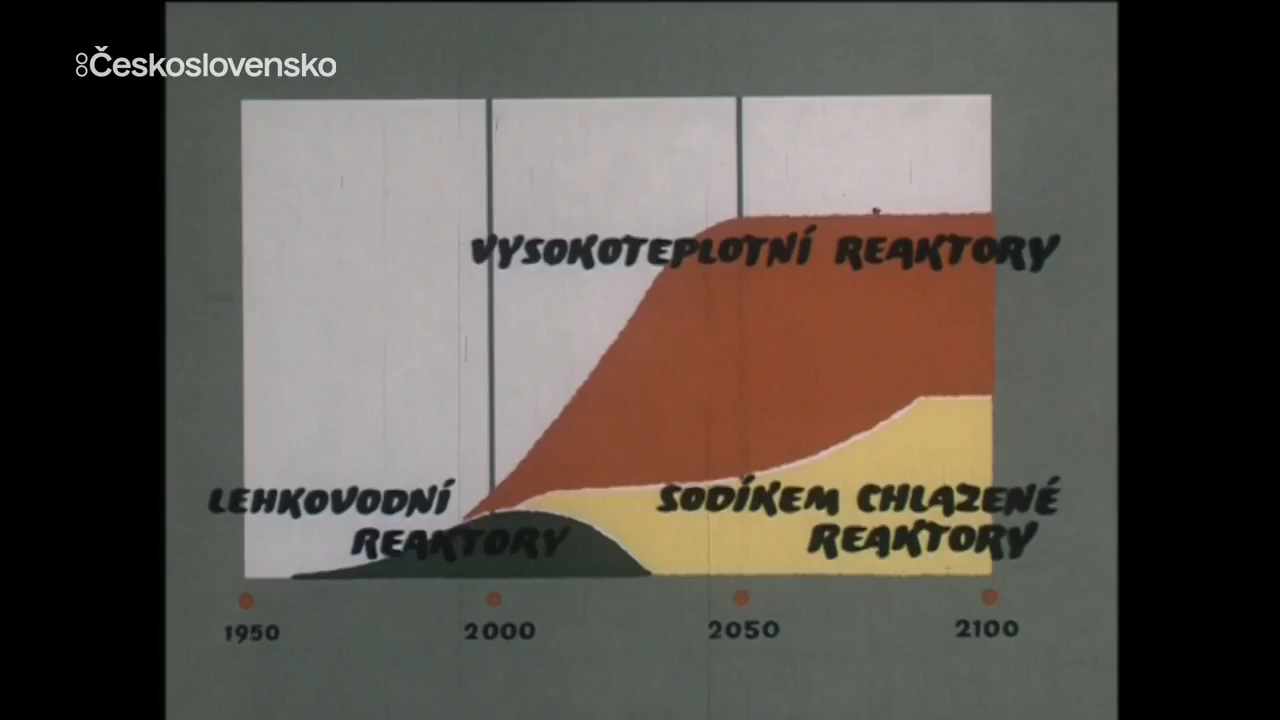 Československo
VYSOKOTEPLOTNÍ REAKTORY
LEHKOVODNÍ
REAKTORY
SODÍKEM CHLAZENÉ
REAKTORY
1950 2000 2050 2100